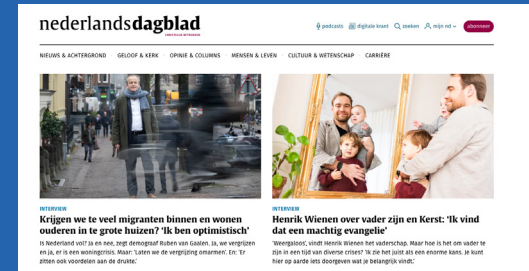 nederlandsdagblad
CHRISTELIJK BETROKKEN
podcasts digitale krant zoeken mijn nd abonneer
NIEUWS & ACHTERGROND GELOOF & KERK OPINIE & COLUMNS MENSEN & LEVEN CULTUUR & WETENSCHAP CARRIÈRE
INTERVIEW
Krijgen we te veel migranten binnen en wonen
ouderen in te grote huizen? 'Ik ben optimistisch'
Is Nederland vol? Ja en nee, zegt demograaf Ruben van Gaalen. Ja, we vergrijzen
en ja, er is een woningcrisis. Maar: 'Laten we de vergrijzing omarmen'. En: 'Er
zitten ook voordelen aan de drukte.'
INTERVIEW
Henrik Wienen over vader zijn en Kerst: 'Ik vind
dat een machtig evangelie'
'Weergaloos', vindt Henrik Wienen het vaderschap. Maar hoe is het om vader te
zijn in een tijd van diverse crises? 'Ik zie het juist als een enorme kans. Je kunt
hier op aarde iets doorgeven wat je belangrijk vindt.'